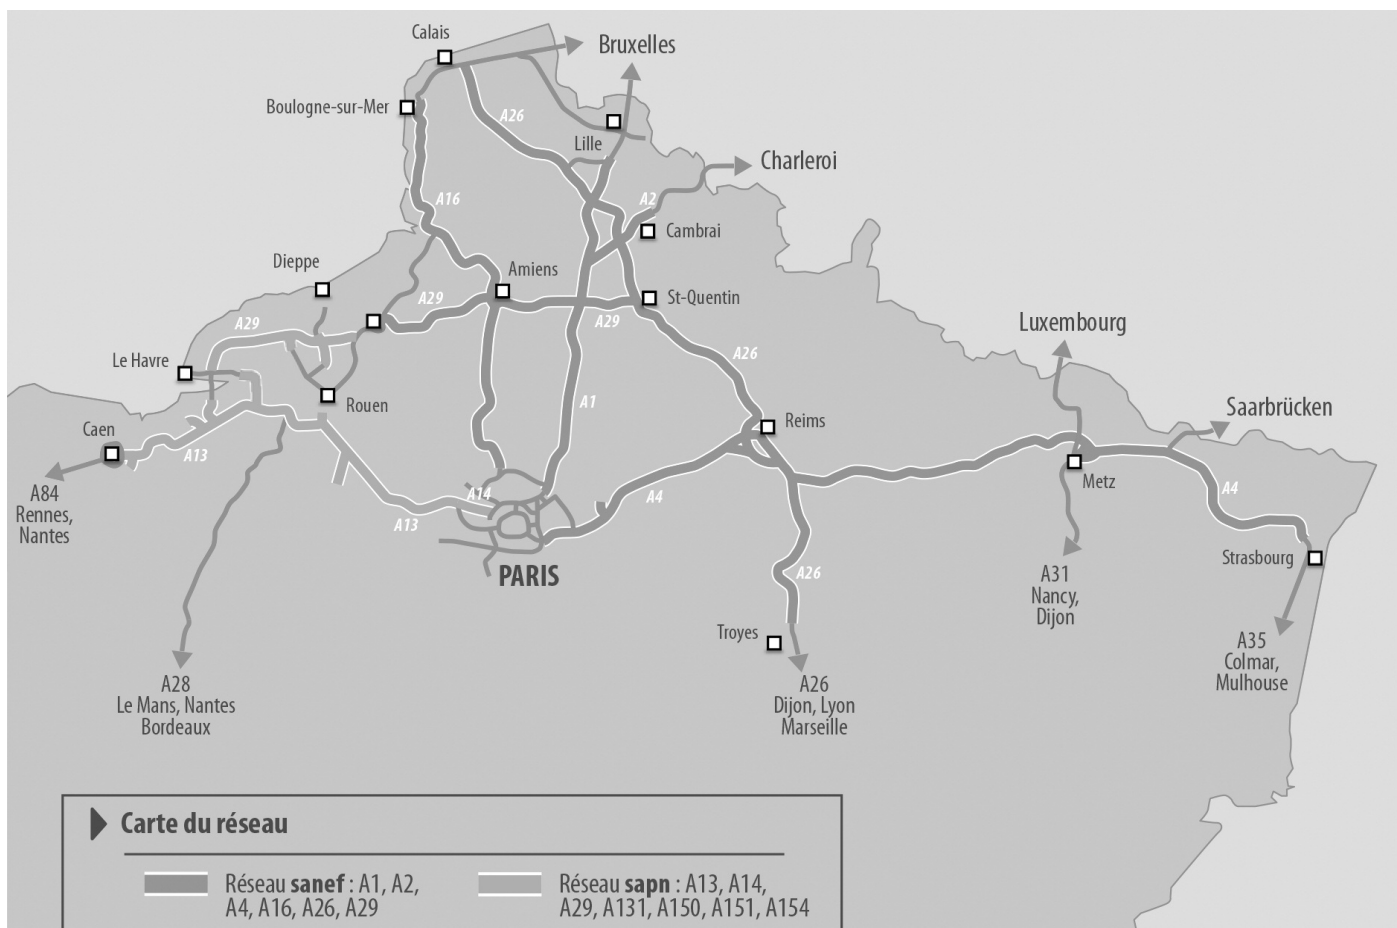 Calais
Bruxelles
Boulogne-sur-Mer
A26
Lille
Charleroi
A16
A2
Cambrai
Dieppe
Amiens
A29
St-Quentin
A29
A29
Luxembourg
Le Havre
A26
Rouen
A1
Reims
Saarbrücken
Caen
A13
Metz
A84
Rennes,
Nantes
A14
A4
A4
A13
Strasbourg
PARIS
A26
A31
Nancy,
Dijon
Troyes
A35
Colmar,
Mulhouse
A28
Le Mans, Nantes
Bordeaux
A26
Dijon, Lyon
Marseille
Carte du réseau
Réseau sanef : A1, A2,
A4, A16, A26, A29
Réseau sapn : A13, A14,
A29, A131, A150, A151, A154